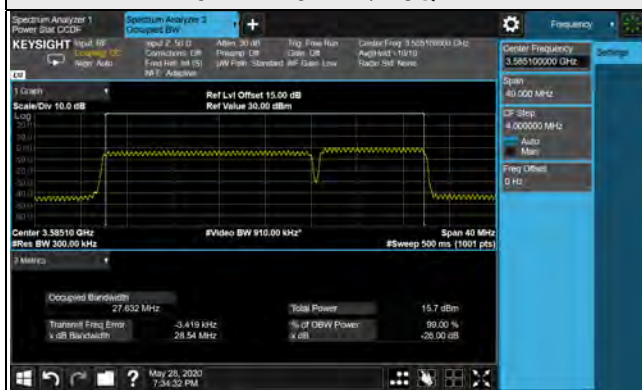 Spectrum Analyzer 1
Power Stat CCDF
Spectrum Analyzer 2
Occupied BW
Frequency
KEYSIGHT
Input: RF
Coupling: DC
Align: Auto
Input Z: 50 Ω
Corrections: Off
Freq Ref: Int (S)
NFE: Adaptive
Atten: 30 dB
Preamp: Off
µW Path: Standard
Trig: Free Run
Gate: Off
#IF Gain: Low
Center Freq: 3.585100000 GHz
Avg|Hold: >10/10
Radio Std: None
Center Frequency
3.585100000 GHz
Settings
Span
40.000 MHz
CF Step
4.000000 MHz
Auto
Man
Freq Offset
0 Hz
1 Graph
Scale/Div 10.0 dB
Ref Lvl Offset 15.00 dB
Ref Value 30.00 dBm
Log
Center 3.58510 GHz
#Res BW 300.00 kHz
#Video BW 910.00 kHz*
Span 40 MHz
#Sweep 500 ms (1001 pts)
2 Metrics
Occupied Bandwidth
27.632 MHz
Total Power
15.7 dBm
Transmit Freq Error
-3.419 kHz
% of OBW Power
99.00 %
x dB Bandwidth
28.54 MHz
x dB
-26.00 dB
May 28, 2020
7:34:32 PM